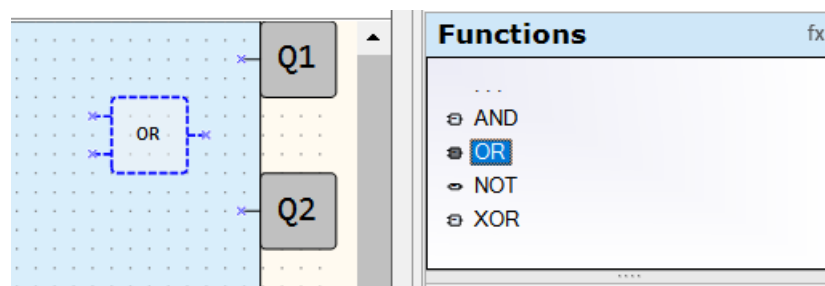 Q1
OR
Q2
Functions
fx
...
AND
OR
NOT
XOR